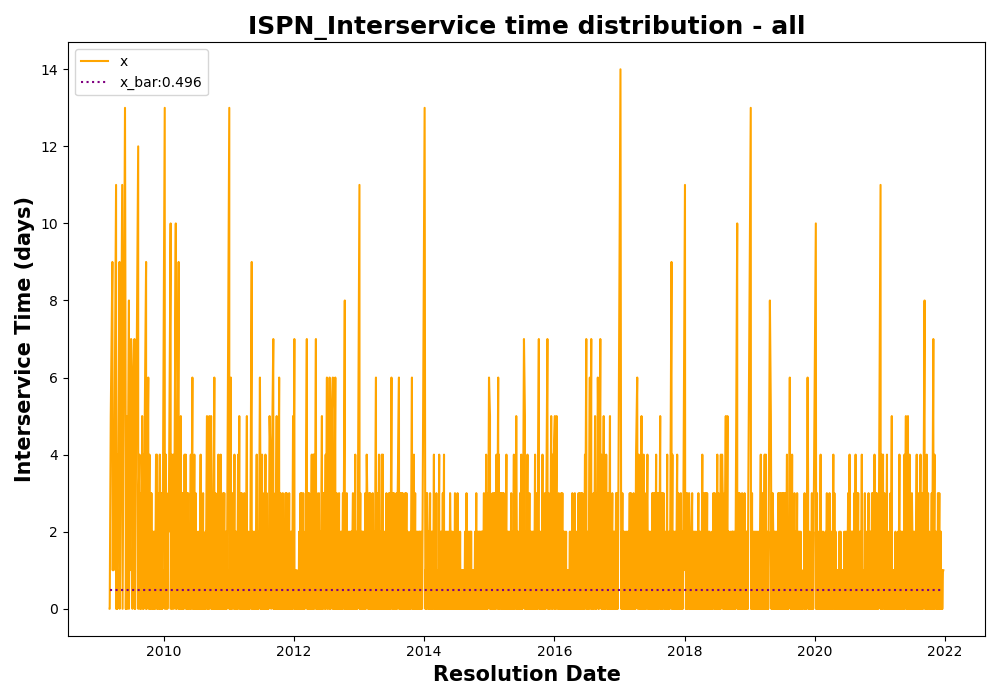 ISPN_Interservice time distribution - all
x
x_bar:0.496
Interservice Time (days)
14
12
10
8
6
4
2
0
2010 2012 2014 2016 2018 2020 2022
Resolution Date